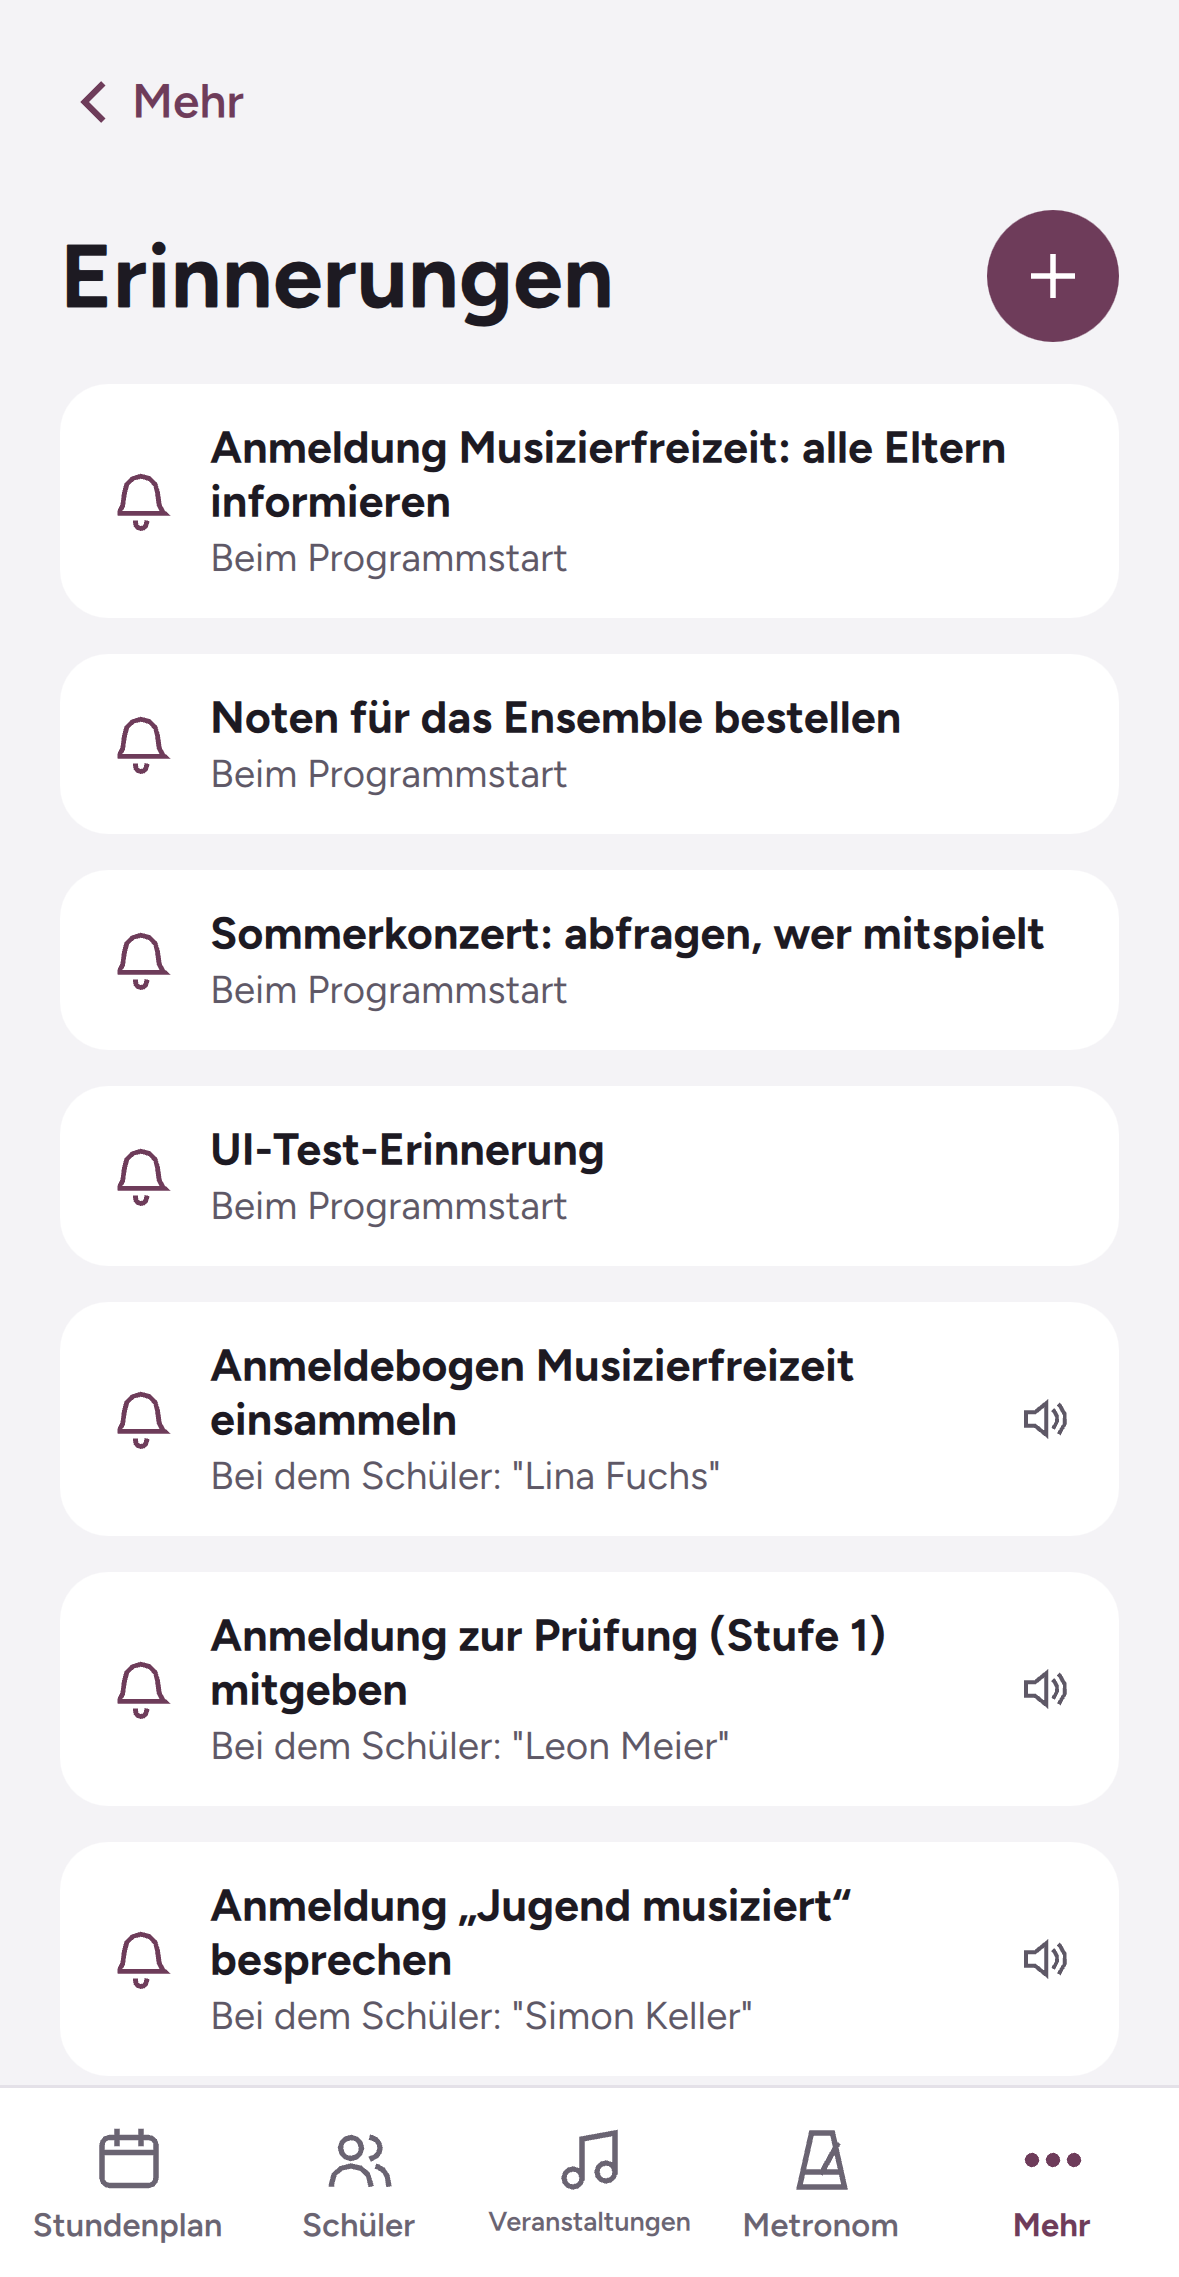 Mehr
Erinnerungen
Anmeldung Musizierfreizeit: alle Eltern
informieren
Beim Programmstart
Noten für das Ensemble bestellen
Beim Programmstart
Sommerkonzert: abfragen, wer mitspielt
Beim Programmstart
UI-Test-Erinnerung
Beim Programmstart
Anmeldebogen Musizierfreizeit
einsammeln
Bei dem Schüler: "Lina Fuchs"
Anmeldung zur Prüfung (Stufe 1)
mitgeben
Bei dem Schüler: "Leon Meier"
Anmeldung „Jugend musiziert“
besprechen
Bei dem Schüler: "Simon Keller"
Stundenplan
Schüler
Veranstaltungen
Metronom
Mehr